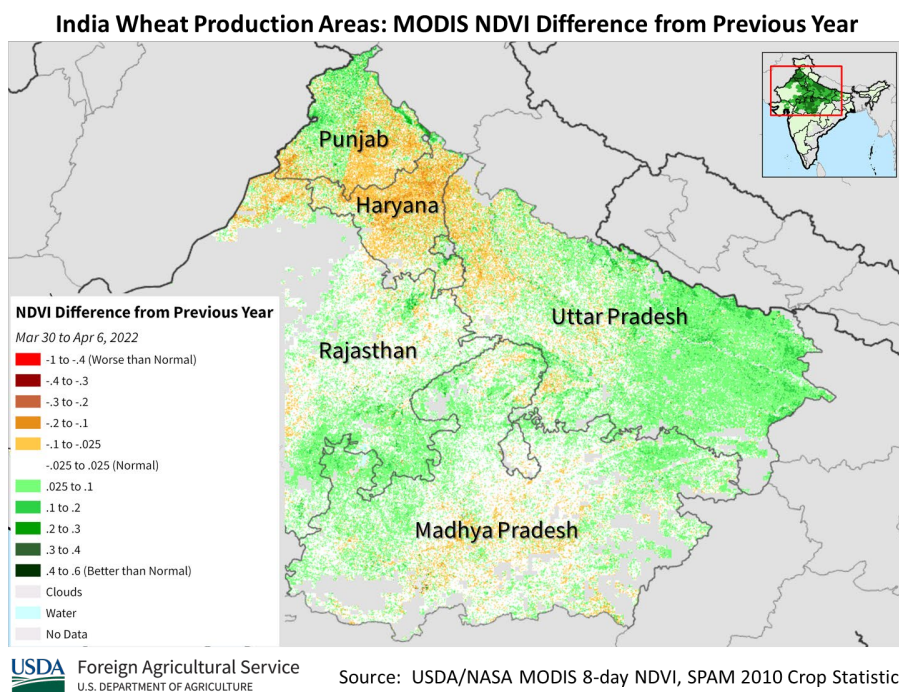 India Wheat Production Areas: MODIS NDVI Difference from Previous Year
Punjab
Haryana
Uttar Pradesh
Rajasthan
Madhya Pradesh
NDVI Difference from Previous Year
Mar 30 to Apr 6, 2022
-1 to -.4 (Worse than Normal)
-.4 to -.3
-.3 to -.2
-.2 to -.1
-.1 to -.025
-.025 to .025 (Normal)
.025 to .1
.1 to .2
.2 to .3
.3 to .4
.4 to .6 (Better than Normal)
Clouds
Water
No Data
USDA
Foreign Agricultural Service
U.S. DEPARTMENT OF AGRICULTURE
Source: USDA/NASA MODIS 8-day NDVI, SPAM 2010 Crop Statistic